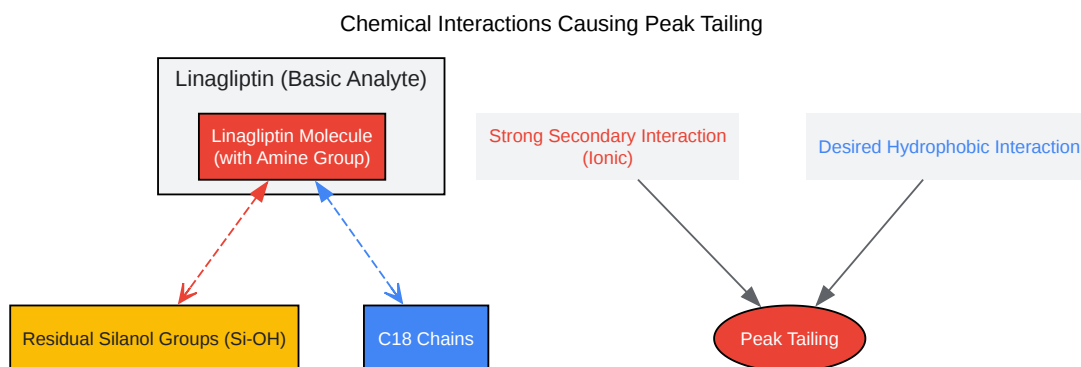 Chemical Interactions Causing Peak Tailing
Linagliptin (Basic Analyte)
Linagliptin Molecule
(with Amine Group)
Strong Secondary Interaction
(Ionic)
Desired Hydrophobic Interaction
Residual Silanol Groups (Si-OH)
C18 Chains
Peak Tailing